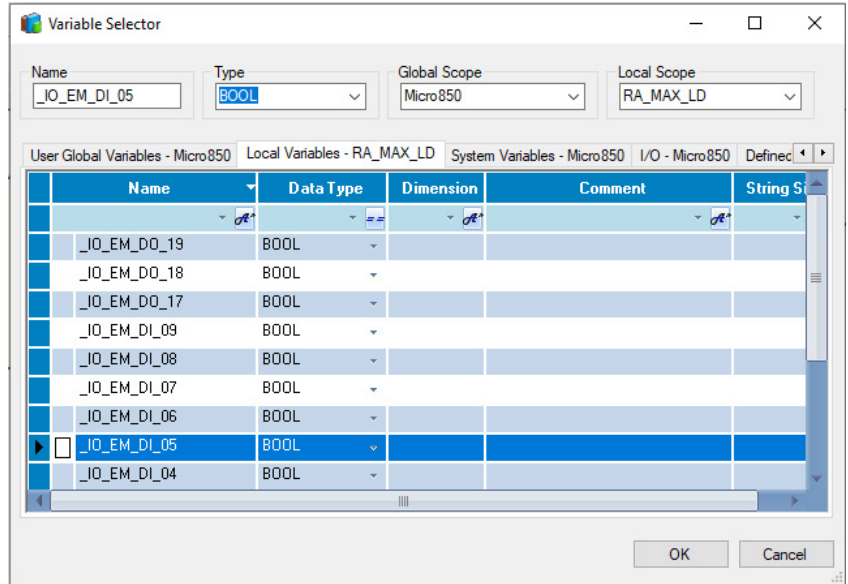 Variable Selector
Name Type Global Scope Local Scope
_IO_EM_DI_05 BOOL Micro850 RA_MAX_LD
User Global Variables - Micro850 Local Variables - RA_MAX_LD System Variables - Micro850 I/O - Micro850 Defined
Name Data Type Dimension Comment String Si
_IO_EM_DO_19 BOOL
_IO_EM_DO_18 BOOL
_IO_EM_DO_17 BOOL
_IO_EM_DI_09 BOOL
_IO_EM_DI_08 BOOL
_IO_EM_DI_07 BOOL
_IO_EM_DI_06 BOOL
_IO_EM_DI_05 BOOL
_IO_EM_DI_04 BOOL
OK Cancel